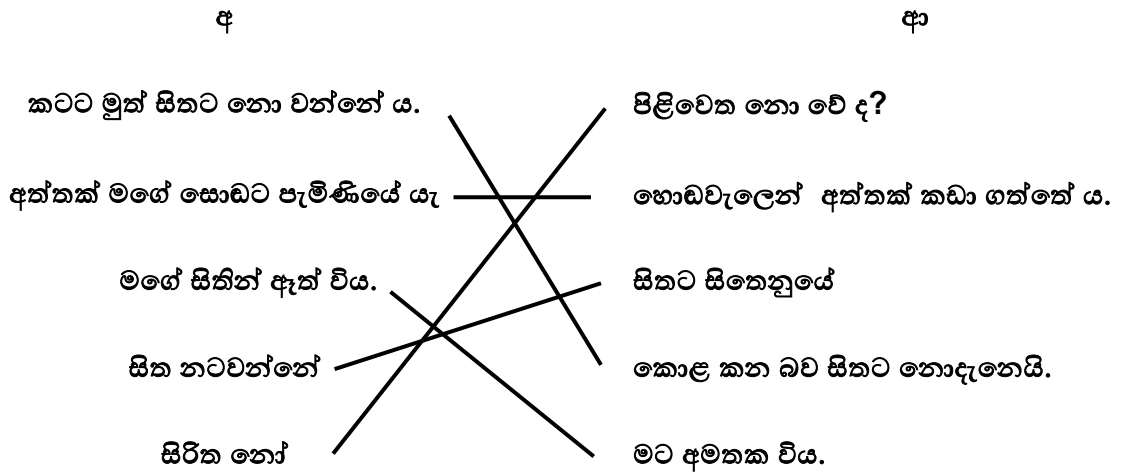 අ ආ
කටට මුත් සිතට නො වන්නේ ය. පිළිවෙත නො වේ ද?
අත්තක් මගේ සොඬට පැමිණියේ යැ හොඬවැලෙන් අත්තක් කඩා ගත්තේ ය.
මගේ සිතින් ඈත් විය. සිතට සිතෙනුයේ
සිත නටවන්නේ කොළ කන බව සිතට නොදැනෙයි.
සිරිත නෝ මට අමතක විය.